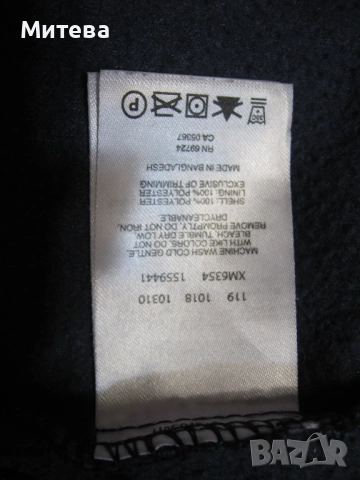 Митева
119 1018 10310
XM6354 1559441
MACHINE WASH COLD GENTLE,
WITH LIKE COLORS, DO NOT
BLEACH, TUMBLE DRY LOW.
REMOVE PROMPTLY, DO NOT IRON.
DRYCLEANABLE.
SHELL: 100% POLYESTER
LINING: 100% POLYESTER
EXCLUSIVE OF TRIMMING
MADE IN BANGLADESH
RN 69724
CA 05367
P
BAZAR